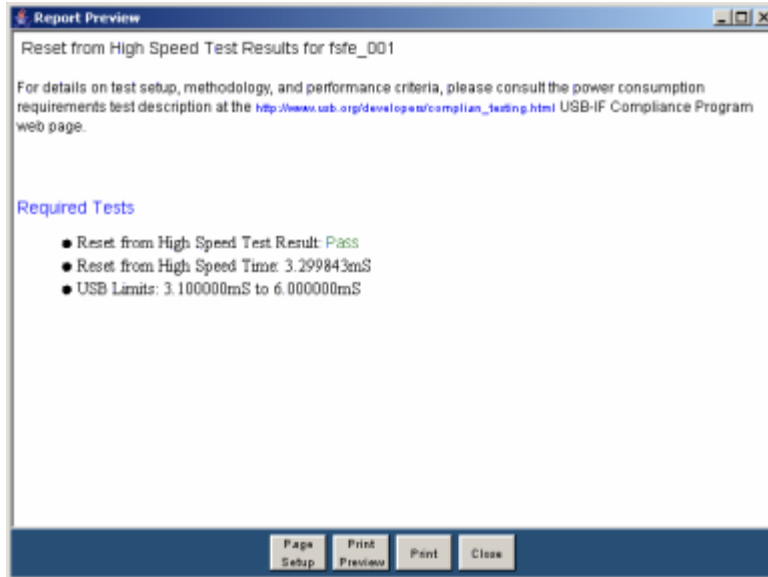 Report Preview
Reset from High Speed Test Results for fsfe_001
For details on test setup, methodology, and performance criteria, please consult the power consumption
requirements test description at the http://www.usb.org/developers/complian_testing.html USB-IF Compliance Program
web page.
Required Tests
● Reset from High Speed Test Result: Pass
● Reset from High Speed Time: 3.299843mS
● USB Limits: 3.100000mS to 6.000000mS
Page Setup
Print Preview
Print
Close